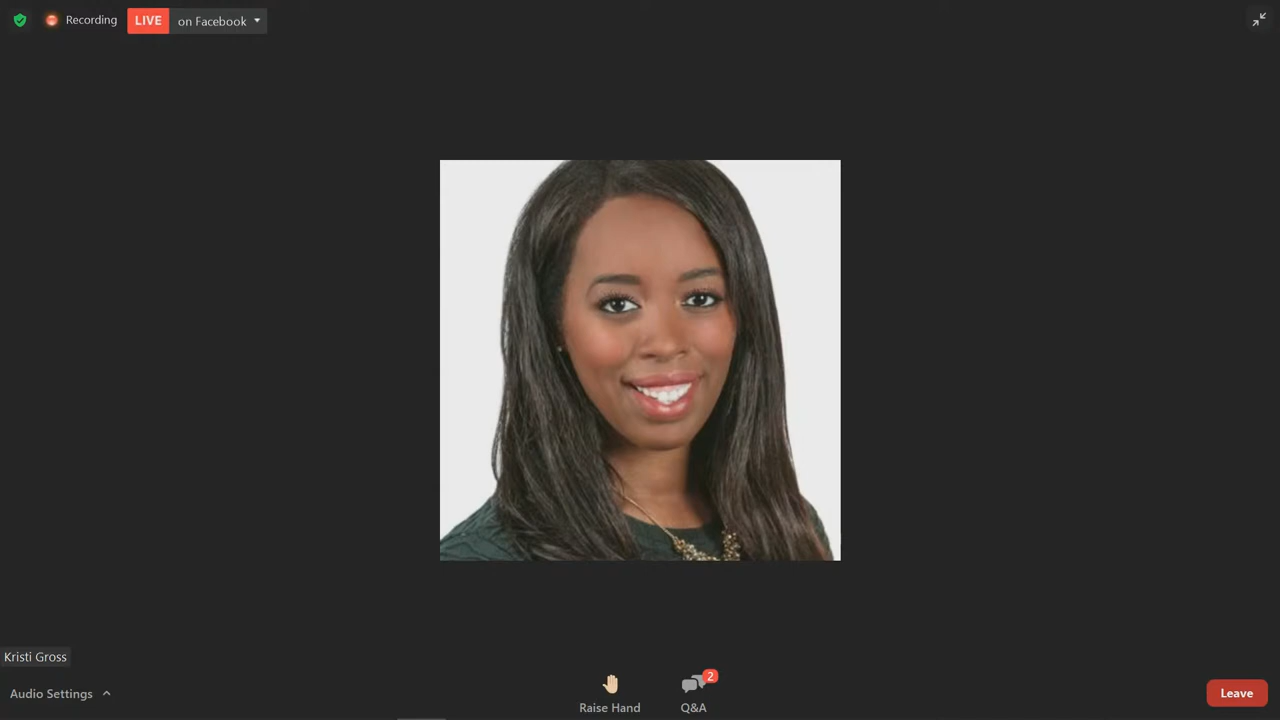 Recording
LIVE on Facebook
Kristi Gross
Audio Settings
Raise Hand
2
Q&A
Leave